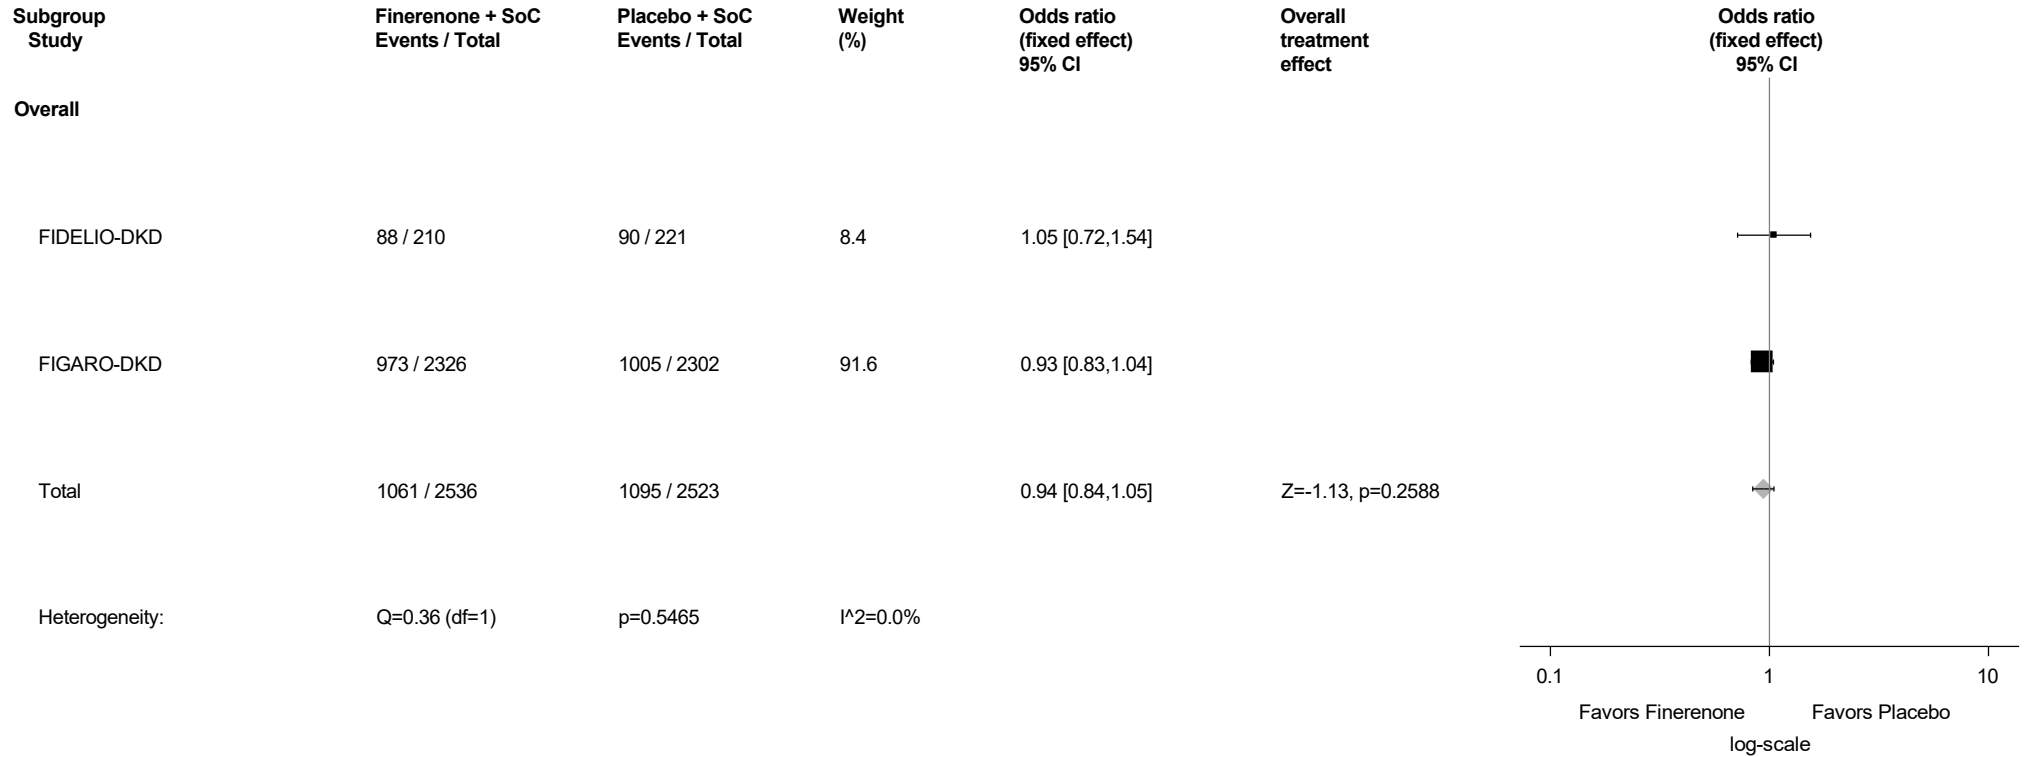 Subgroup Finerenone + SoC Placebo + SoC Weight Odds ratio Overall Odds ratio
Study Events / Total Events / Total (%) (fixed effect) treatment (fixed effect)
95% CI effect 95% CI
Overall
FIDELIO-DKD 88 / 210 90 / 221 8.4 1.05 [0.72,1.54]
FIGARO-DKD 973 / 2326 1005 / 2302 91.6 0.93 [0.83,1.04]
Total 1061 / 2536 1095 / 2523 0.94 [0.84,1.05] Z=-1.13, p=0.2588
Heterogeneity: Q=0.36 (df=1) p=0.5465 I^2=0.0%
0.1 1 10
Favors Finerenone Favors Placebo
log-scale